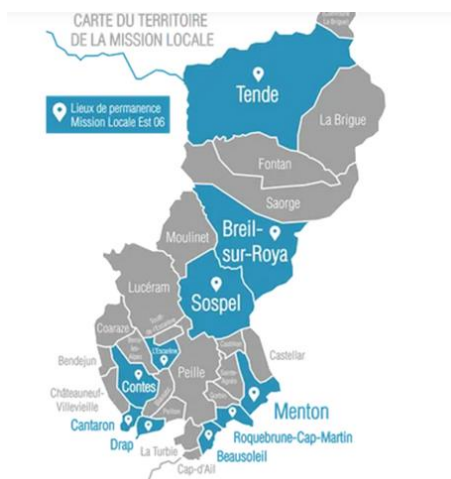 CARTE DU TERRITOIRE
DE LA MISSION LOCALE
Lieux de permanence
Mission Locale Est 06
Tende
La Brigue
Fontan
Saorge
Breil-
sur-Roya
Moulinet
Sospel
Lucéram
Coaraze
L'Escarène
Bendejun
Peille
Castellar
Contes
Châteauneuf-
Villevieille
Menton
Cantaron
Drap
Roquebrune-Cap-Martin
Beausoleil
La Turbie
Cap-d'Ail